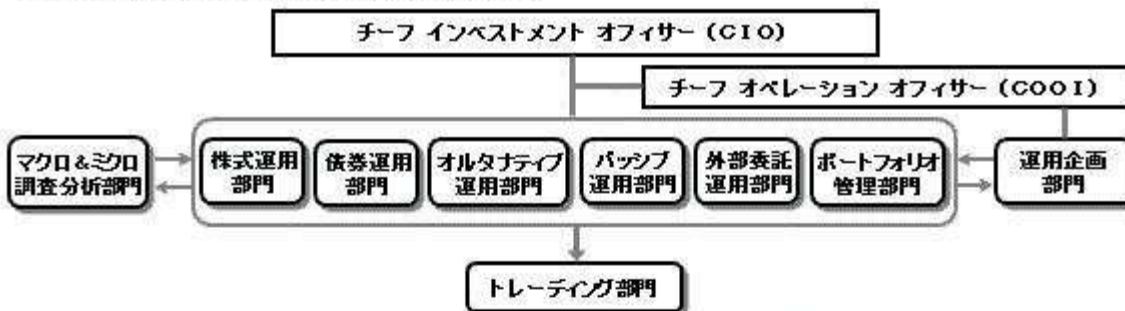 チーフ インベストメント オフィサー（CIO）
チーフ オペレーション オフィサー（COOI）
マクロ＆ミクロ
調査分析部門
株式運用
部門
債券運用
部門
オルタナティブ
運用部門
パッシブ
運用部門
外部委託
運用部門
ポートフォリオ
管理部門
運用企画
部門
トレーディング部門